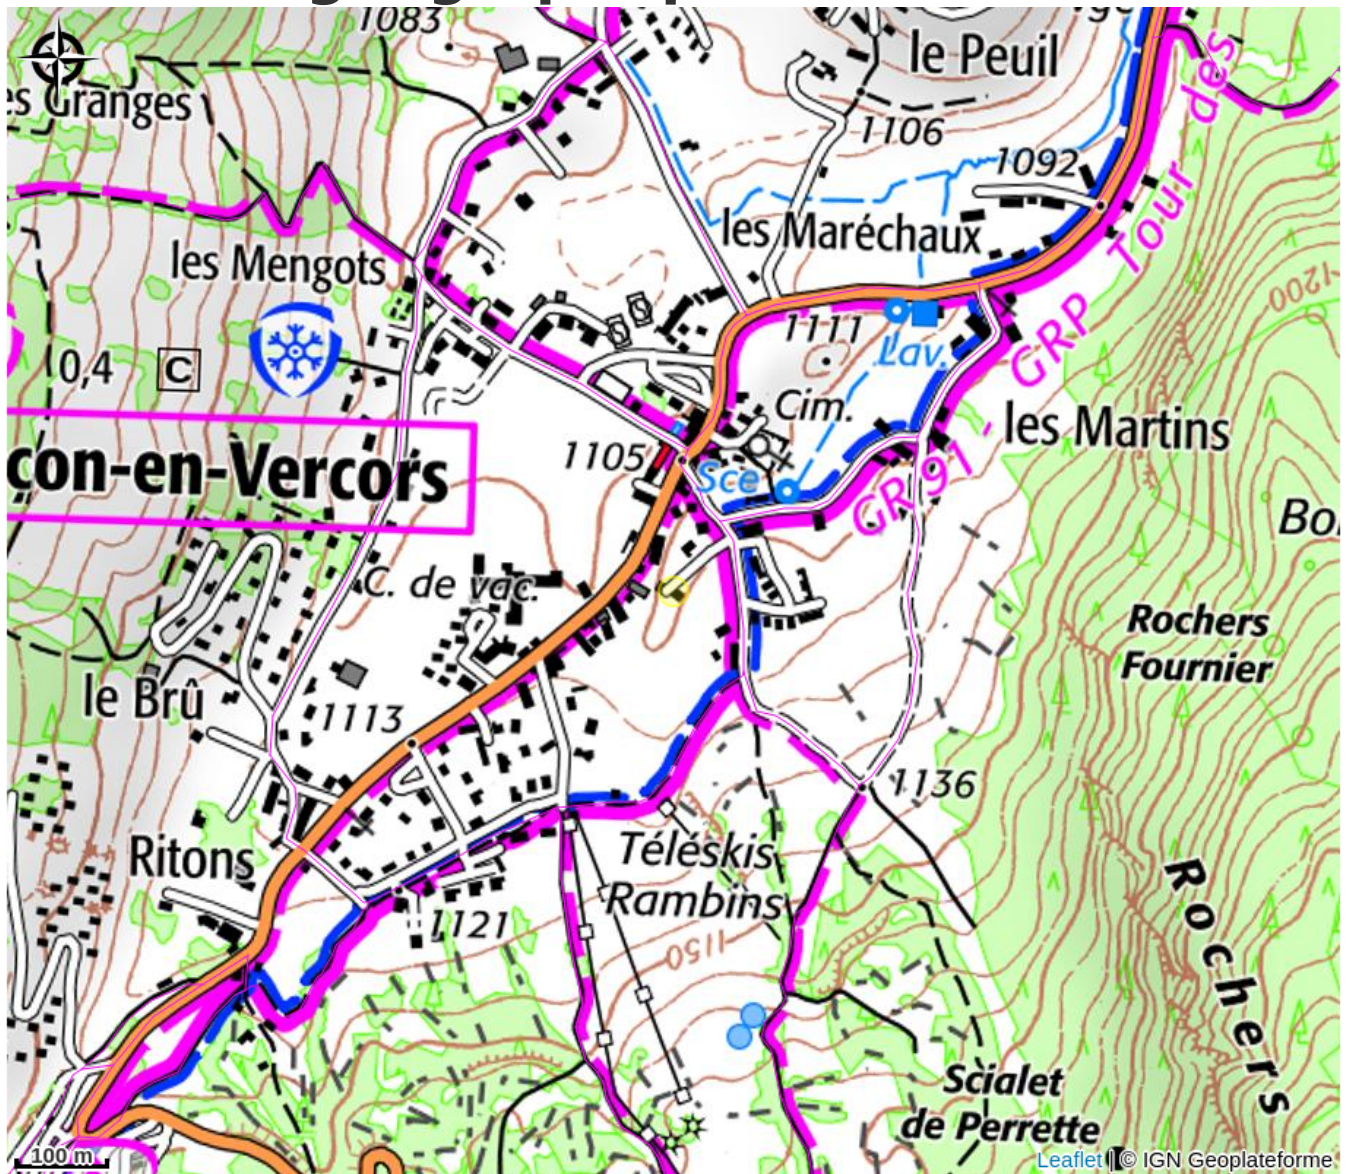 1083
le Peuil
es Granges
1106
1092
Tour des
les Maréchaux
les Mengots
1200
1111
GRP
0,4
C
Lav.
Cim.
les Martins
1105
Sce
çon-en-Vercors
GR 91 -
C. de vac.
Rochers
Fournier
le Brû
1113
1136
Téléskis
Rambins
Ritons
1121
1150
Rochers
Scialet
de Perrette
100 m
Leaflet | © IGN Geoplateforme